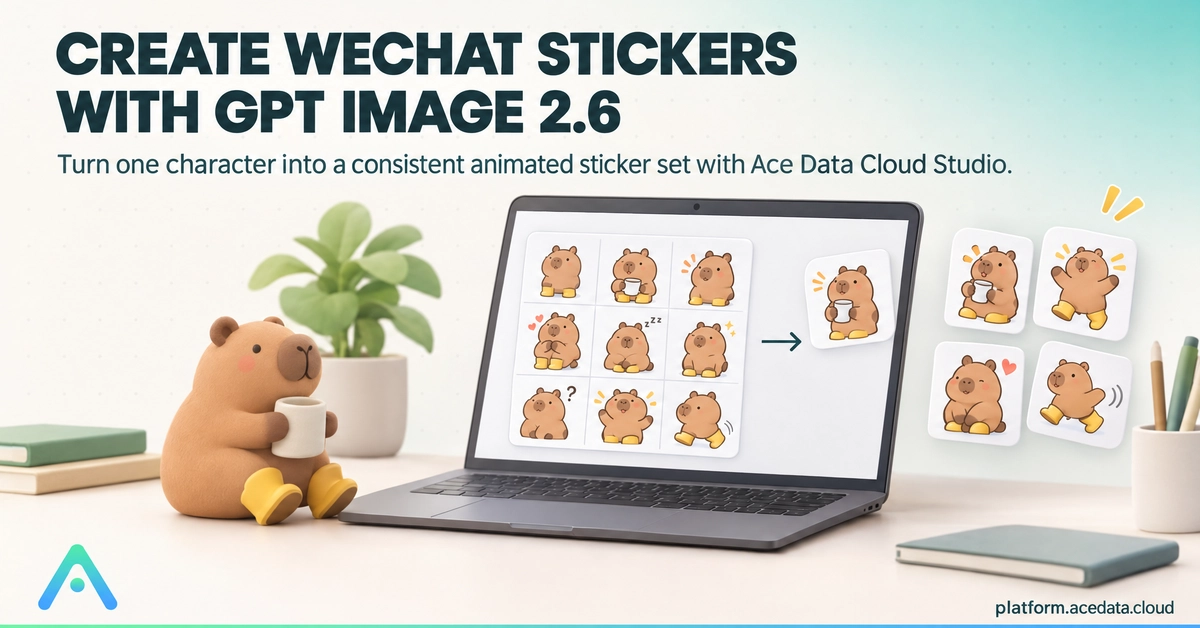 CREATE WECHAT STICKERS
WITH GPT IMAGE 2.6
Turn one character into a consistent animated sticker set with Ace Data Cloud Studio.
z z z
?
platform.acedata.cloud